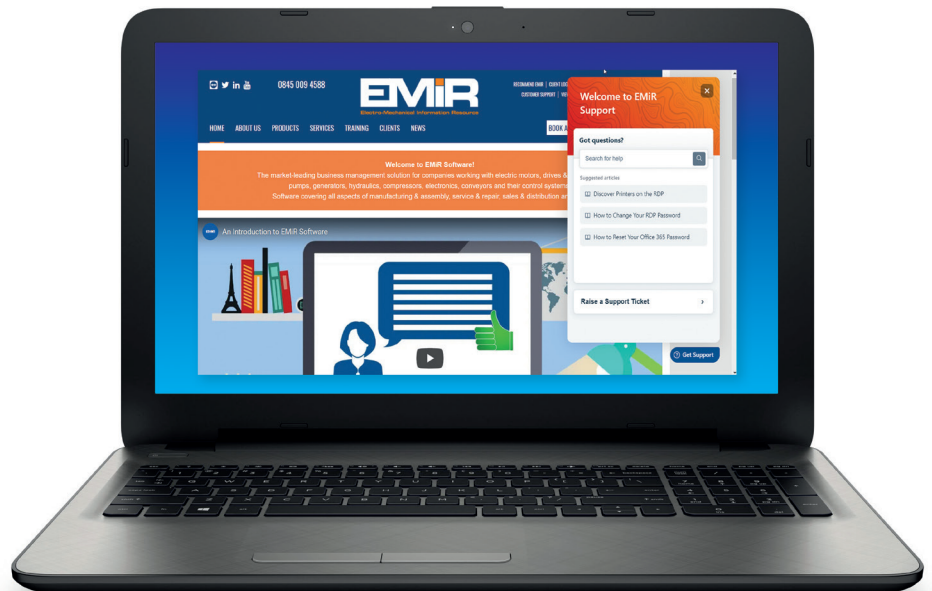 0845 009 4588
EMiR
Electro-Mechanical Information Resource
RECOMMEND EMIR | CLIENT
CUSTOMER SUPPORT |
HOME ABOUT US PRODUCTS SERVICES TRAINING CLIENTS NEWS
BOOK A
Welcome to EMiR Software!
The market-leading business management solution for companies working with electric motors, drives &
pumps, generators, hydraulics, compressors, electronics, conveyors and their control systems
Software covering all aspects of manufacturing & assembly, service & repair, sales & distribution
An introduction to EMiR Software
Welcome to EMiR
Support
Got questions?
Search for help
Suggested articles
Discover Printers on the RDP
How to Change Your RDP Password
How to Reset Your Office 365 Password
Raise a Support Ticket
Get Support